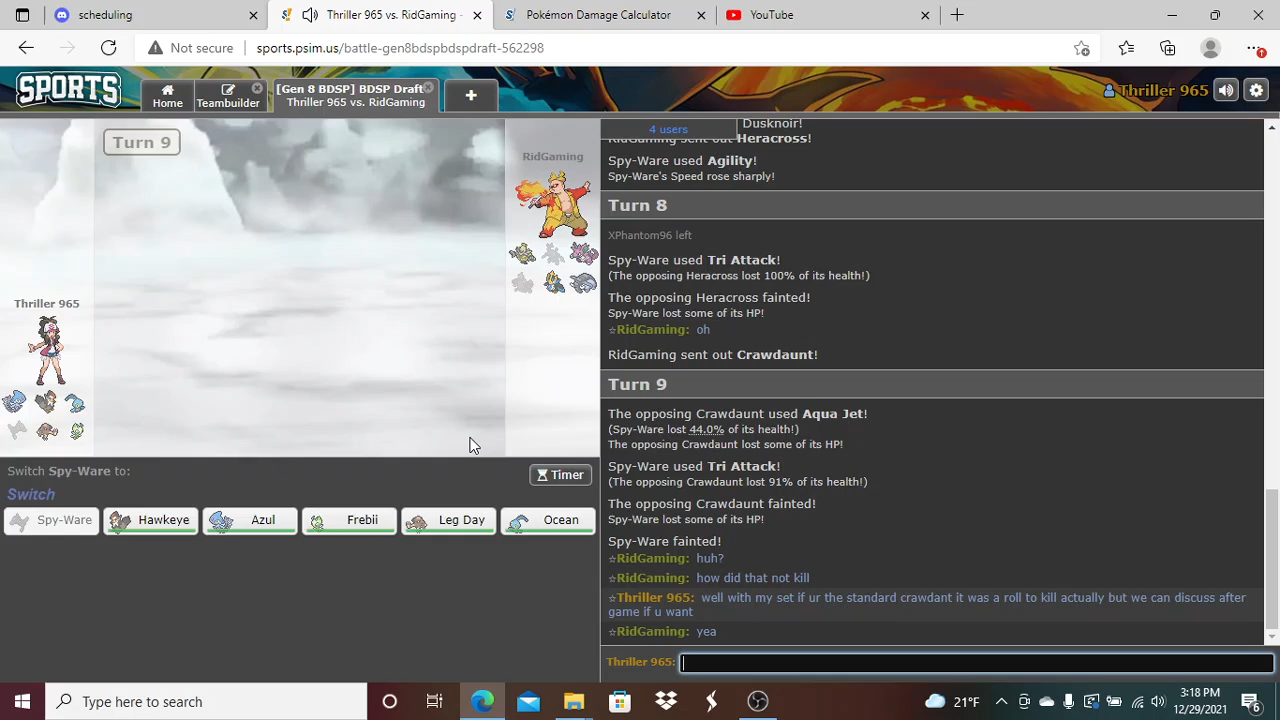 scheduling
Thriller 965 vs. RidGaming -
Pokémon Damage Calculator
YouTube
Not secure
sports.psim.us/battle-gen8bdspbdspdraft-562298
SPORTS
Home
Teambuilder
[Gen 8 BDSP] BDSP Draft
Thriller 965 vs. RidGaming
Thriller 965
Turn 9
RidGaming
Thriller 965
4 users
Dusknoir!
RidGaming sent out Heracross!
Spy-Ware used Agility!
Spy-Ware's Speed rose sharply!
Turn 8
XPhantom96 left
Spy-Ware used Tri Attack!
(The opposing Heracross lost 100% of its health!)
The opposing Heracross fainted!
Spy-Ware lost some of its HP!
☆RidGaming: oh
RidGaming sent out Crawdaunt!
Turn 9
The opposing Crawdaunt used Aqua Jet!
(Spy-Ware lost 44.0% of its health!)
The opposing Crawdaunt lost some of its HP!
Spy-Ware used Tri Attack!
(The opposing Crawdaunt lost 91% of its health!)
The opposing Crawdaunt fainted!
Spy-Ware lost some of its HP!
Spy-Ware fainted!
☆RidGaming: huh?
☆RidGaming: how did that not kill
☆Thriller 965: well with my set if ur the standard crawdant it was a roll to kill actually but we can discuss after
game if u want
☆RidGaming: yea
Thriller 965:
Switch Spy-Ware to:
Timer
Switch
Spy-Ware
Hawkeye
Azul
Frebii
Leg Day
Ocean
Type here to search
21°F
3:18 PM
12/29/2021
6